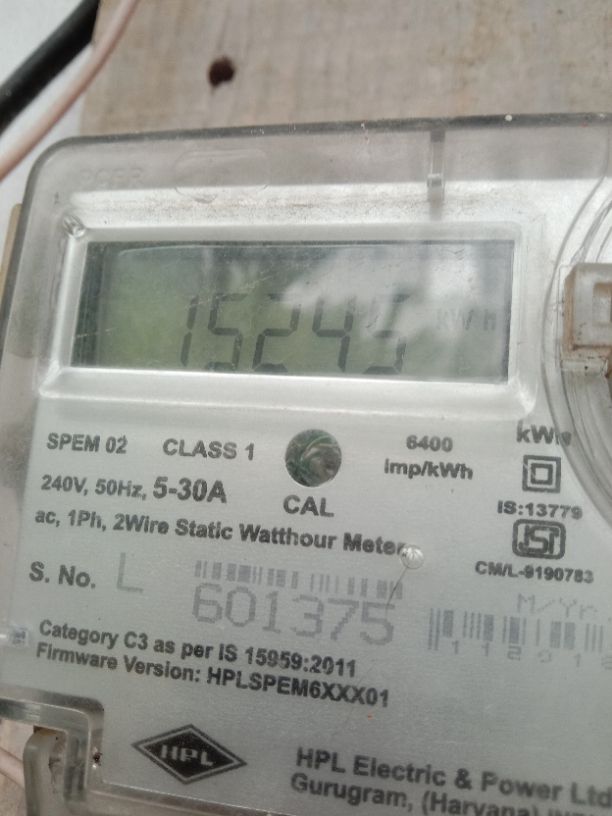 15245 kWh
SPEM 02 CLASS 1 6400 imp/kWh kWh
240V, 50Hz, 5-30A CAL IS:13779
ac, 1Ph, 2Wire Static Watthour Meter
CM/L-9190783
S. No. L 601375
M/Yr.
Category C3 as per IS 15959:2011
Firmware Version: HPLSPEM6XXX01
HPL
HPL Electric & Power Ltd
Gurugram, (Haryana)